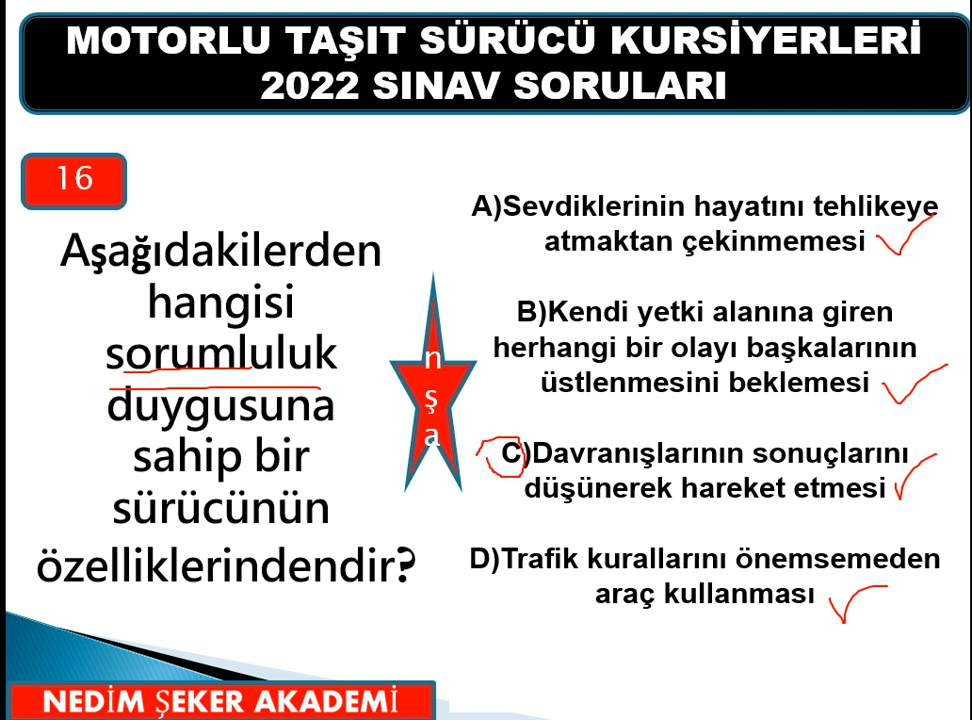 MOTORLU TAŞIT SÜRÜCÜ KURSİYERLERİ
2022 SINAV SORULARI
16
Aşağıdakilerden
hangisi
sorumluluk
duygusuna
sahip bir
sürücünün
özelliklerindendir?
n
ş
a
A)Sevdiklerinin hayatını tehlikeye
atmaktan çekinmemesi
B)Kendi yetki alanına giren
herhangi bir olayı başkalarının
üstlenmesini beklemesi
C)Davranışlarının sonuçlarını
düşünerek hareket etmesi
D)Trafik kurallarını önemsemeden
araç kullanması
NEDİM ŞEKER AKADEMİ